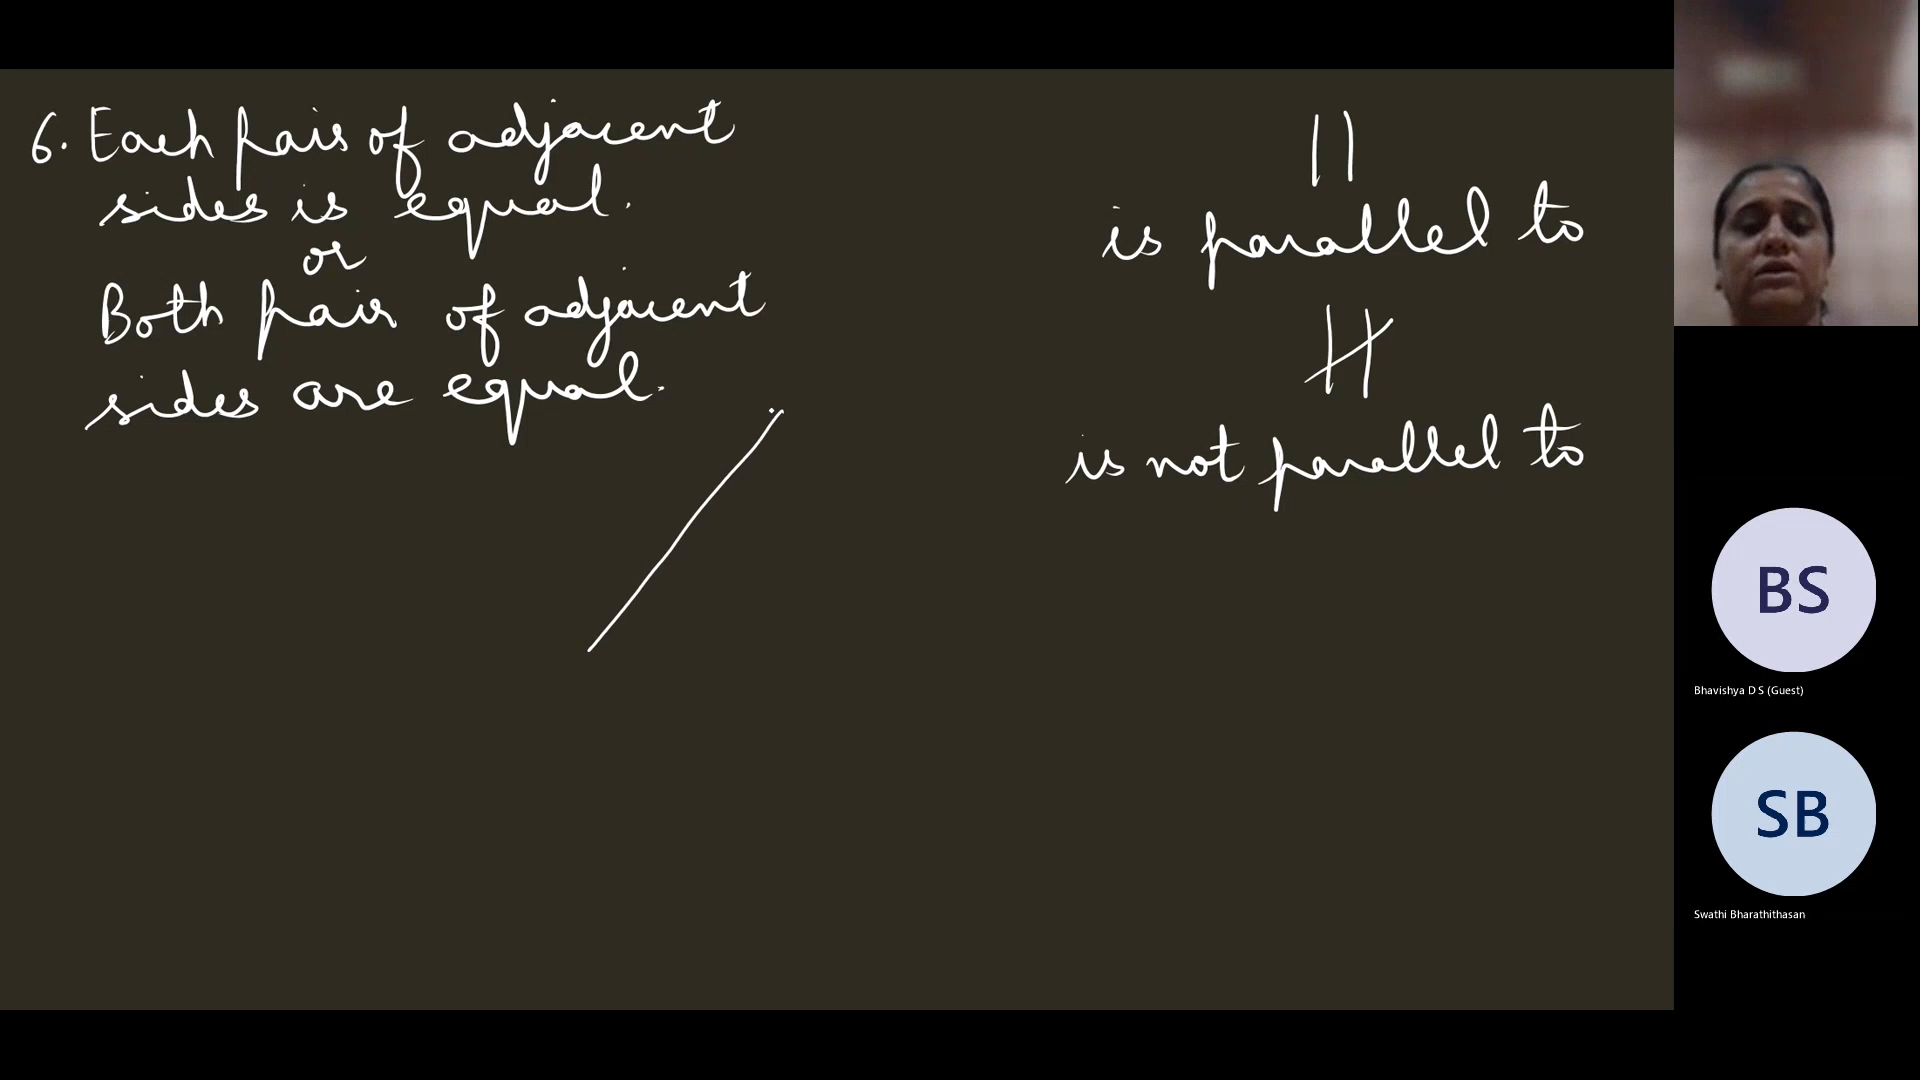 6. Each pair of adjacent
sides is equal.
or
Both pair of adjacent
sides are equal.
||
is parallel to
∦
is not parallel to
BS
Bhavishya D S (Guest)
SB
Swathi Bharathithasan